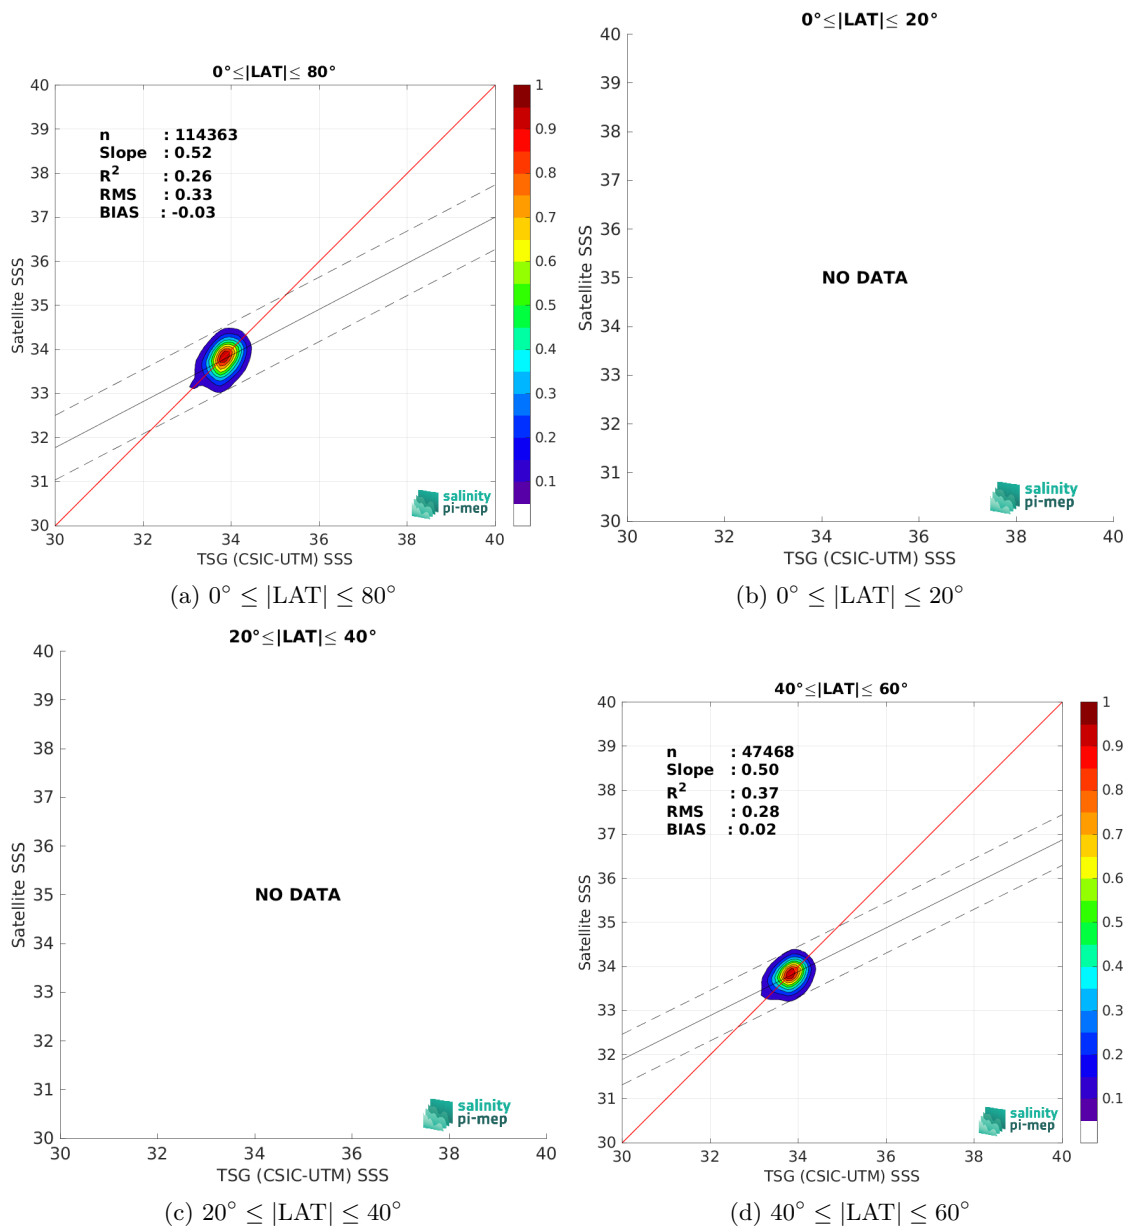 0°≤|LAT|≤ 80°
40
39
38
37
36
35
34
33
32
31
30
Satellite SSS
n : 114363
Slope : 0.52
R² : 0.26
RMS : 0.33
BIAS : -0.03
salinity
pi-mep
30 32 34 36 38 40
TSG (CSIC-UTM) SSS
1
0.9
0.8
0.7
0.6
0.5
0.4
0.3
0.2
0.1
(a) 0° ≤ |LAT| ≤ 80°
0°≤|LAT|≤ 20°
40
39
38
37
36
35
34
33
32
31
30
Satellite SSS
NO DATA
salinity
pi-mep
30 32 34 36 38 40
TSG (CSIC-UTM) SSS
(b) 0° ≤ |LAT| ≤ 20°
20°≤|LAT|≤ 40°
40
39
38
37
36
35
34
33
32
31
30
Satellite SSS
NO DATA
salinity
pi-mep
30 32 34 36 38 40
TSG (CSIC-UTM) SSS
(c) 20° ≤ |LAT| ≤ 40°
40°≤|LAT|≤ 60°
40
39
38
37
36
35
34
33
32
31
30
Satellite SSS
n : 47468
Slope : 0.50
R² : 0.37
RMS : 0.28
BIAS : 0.02
salinity
pi-mep
30 32 34 36 38 40
TSG (CSIC-UTM) SSS
1
0.9
0.8
0.7
0.6
0.5
0.4
0.3
0.2
0.1
(d) 40° ≤ |LAT| ≤ 60°